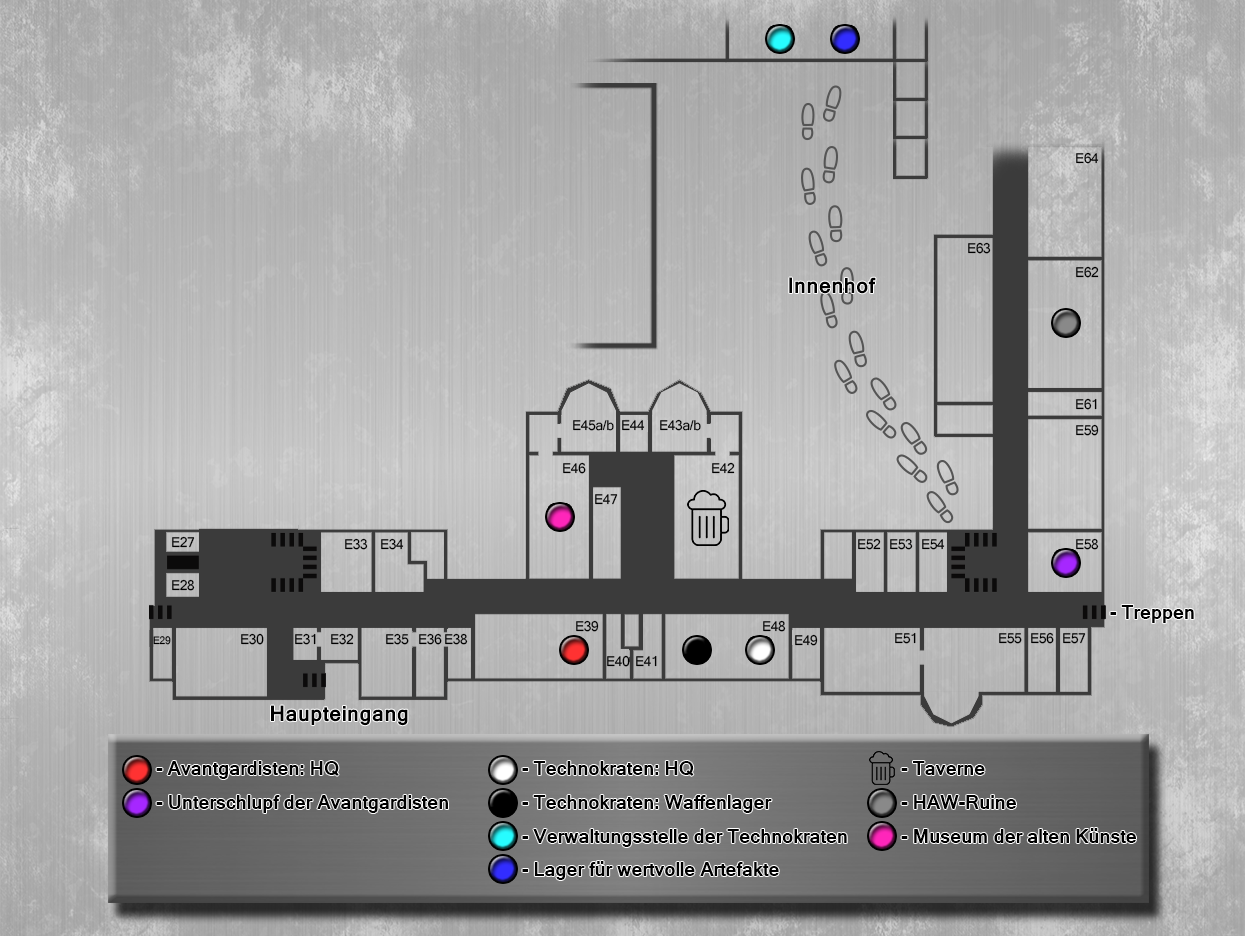 E64
E63
E62
Innenhof
E61
E45a/b E44 E43a/b
E59
E46 E42
E47
E27 E33 E34 E52 E53 E54 E58
E28
- Treppen
E29 E30 E31 E32 E35 E36 E38 E39 E48 E49 E51 E55 E56 E57
E40 E41
Haupteingang
- Avantgardisten: HQ
- Unterschlupf der Avantgardisten
- Technokraten: HQ
- Technokraten: Waffenlager
- Verwaltungsstelle der Technokraten
- Lager für wertvolle Artefakte
- Taverne
- HAW-Ruine
- Museum der alten Künste